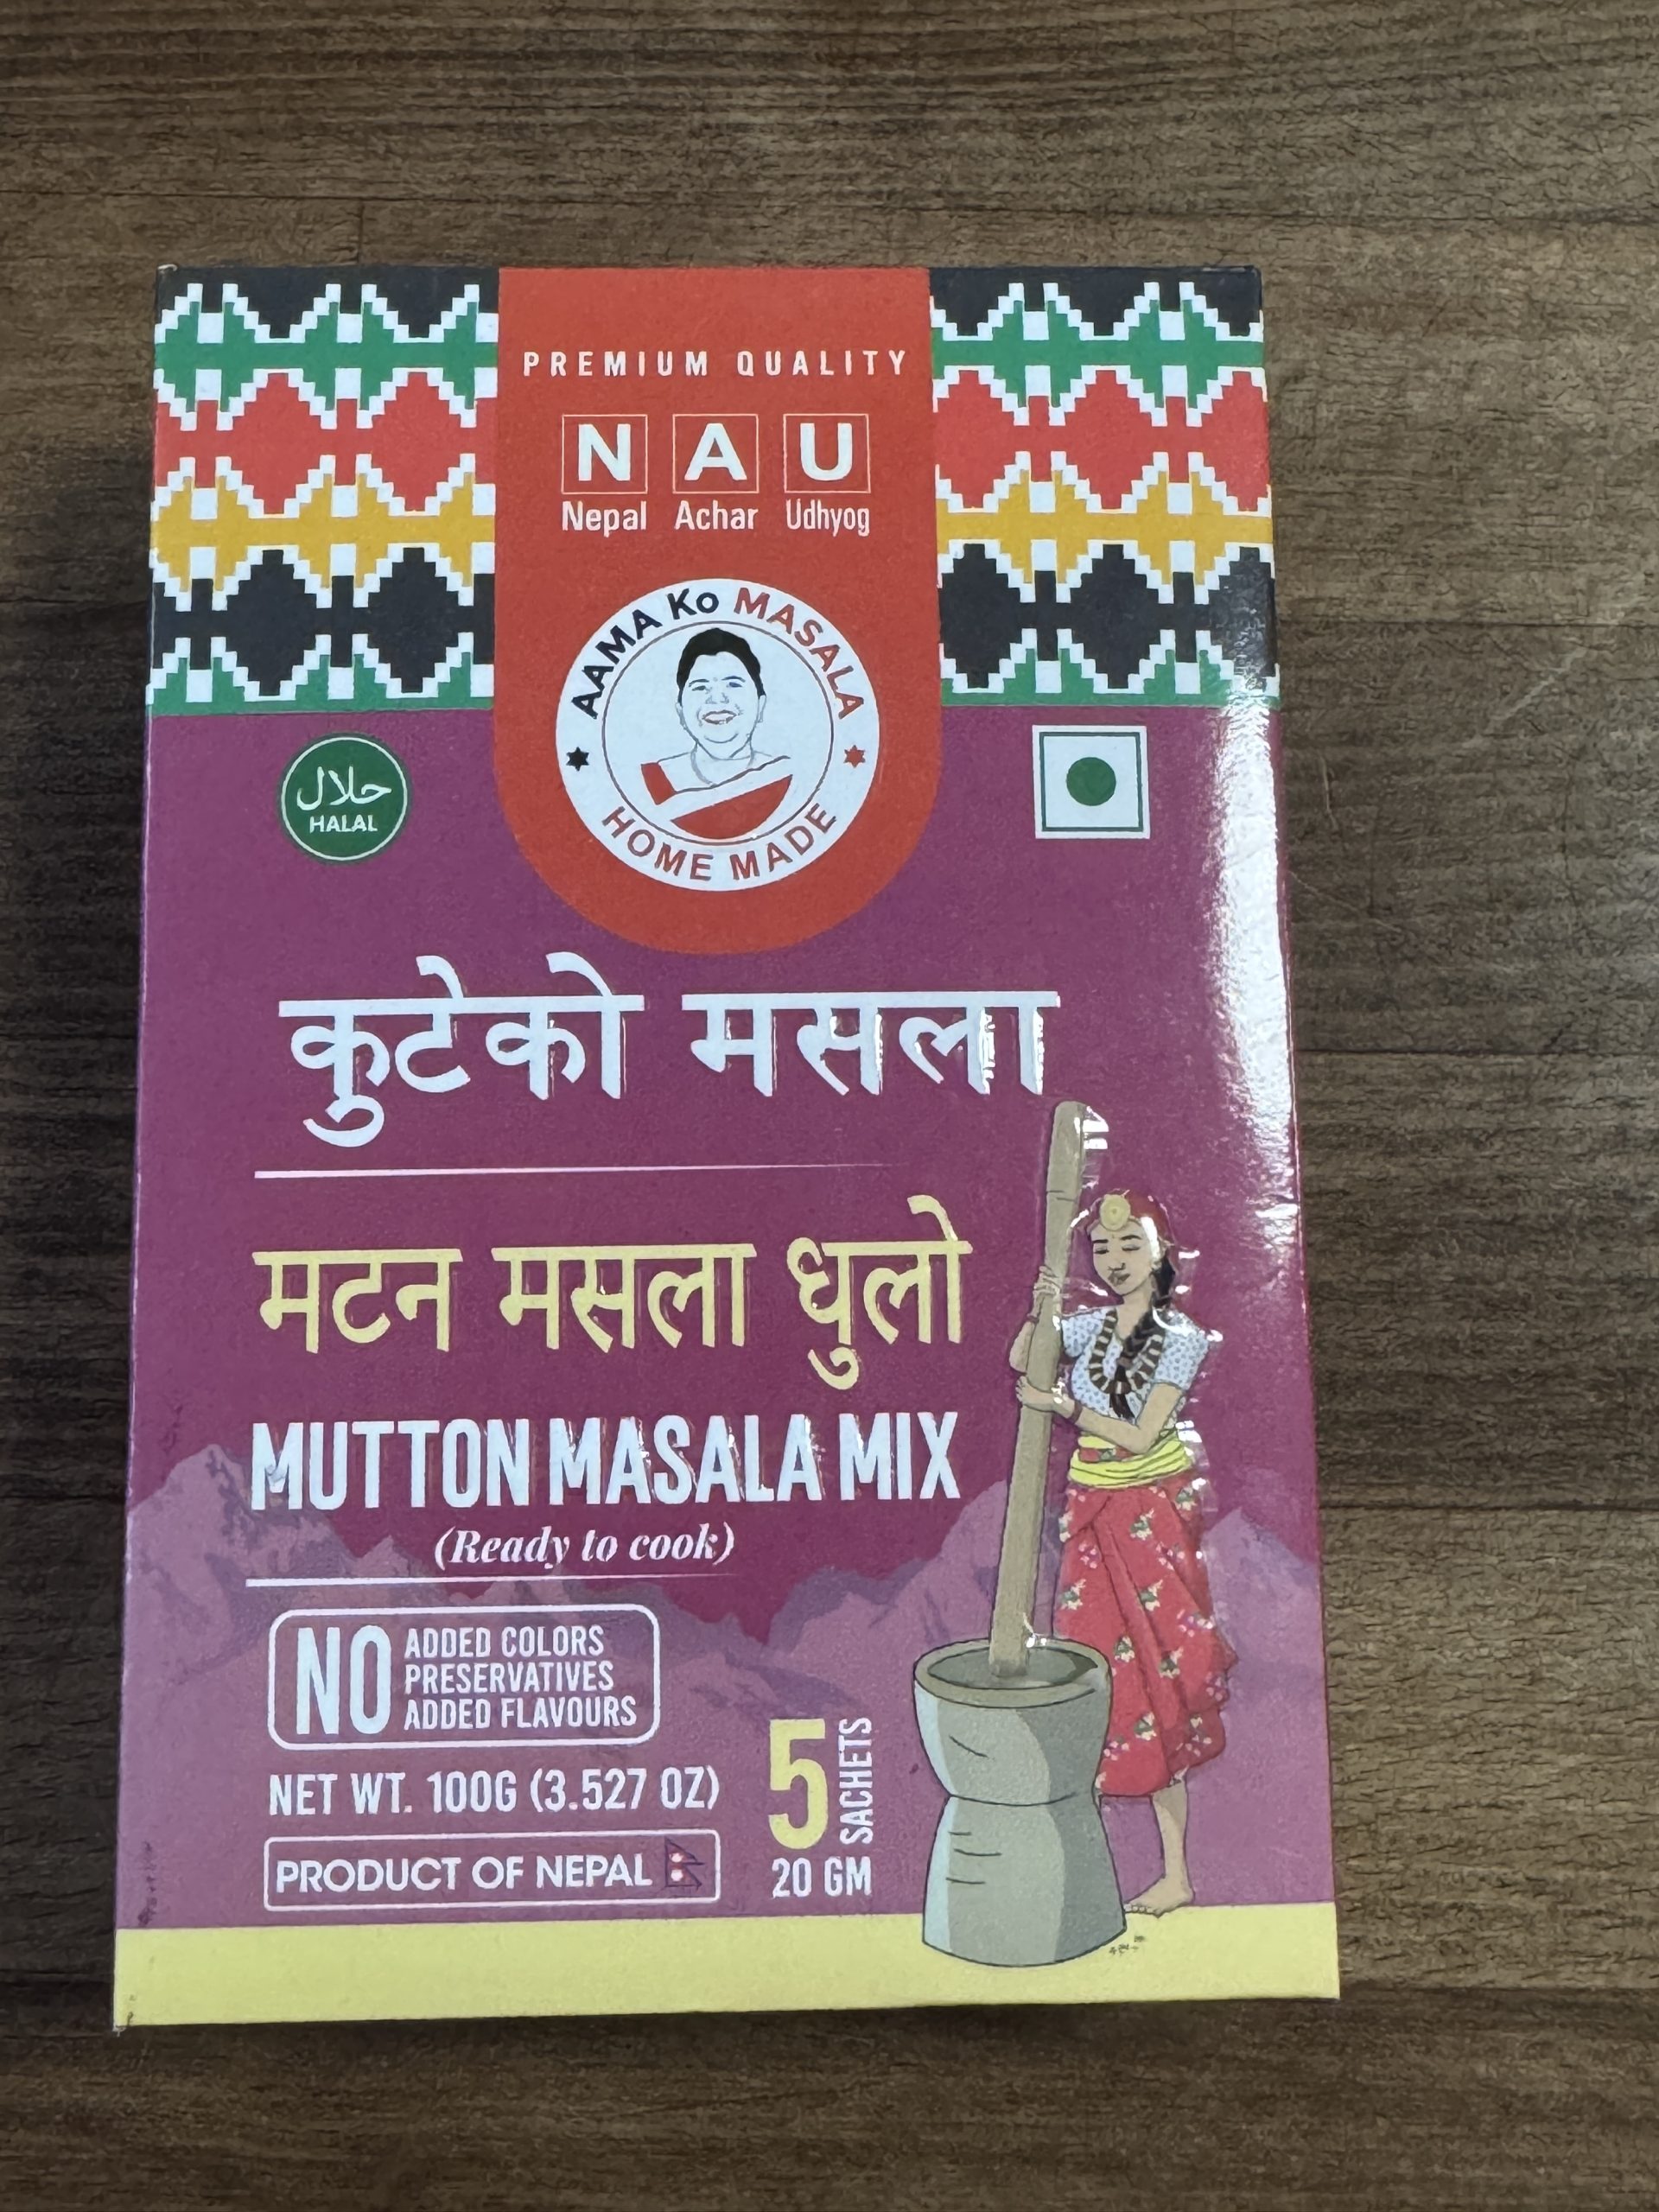 PREMIUM QUALITY
N A U
Nepal Achar Udhyog
AAMA Ko MASALA
HOME MADE
حلال
HALAL
कुटेको मसला
मटन मसला धुलो
MUTTON MASALA MIX
(Ready to cook)
NO ADDED COLORS
PRESERVATIVES
ADDED FLAVOURS
NET WT. 100G (3.527 OZ)
5 SACHETS
20 GM
PRODUCT OF NEPAL